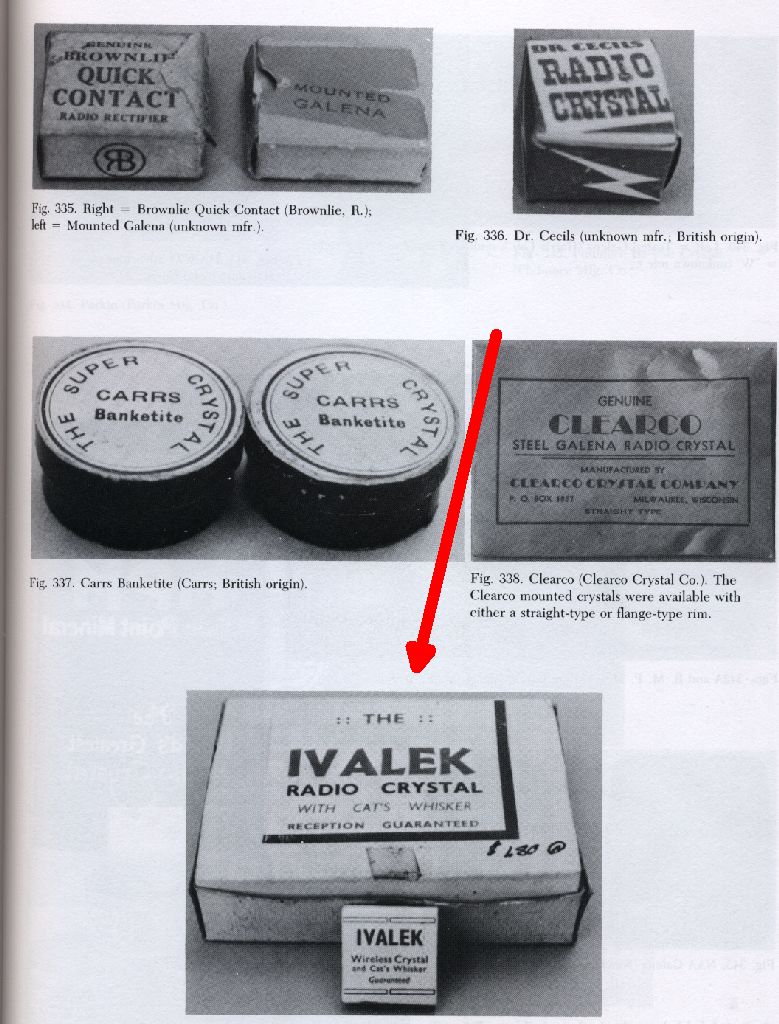 GENUINE
BROWNLIE
QUICK
CONTACT
RADIO RECTIFIER
RB
MOUNTED
GALENA
DR. CECILS
RADIO
CRYSTAL
Fig. 335. Right = Brownlie Quick Contact (Brownlie, R.);
left = Mounted Galena (unknown mfr.).
Fig. 336. Dr. Cecils (unknown mfr.; British origin).
THE SUPER CRYSTAL
CARRS
Banketite
THE SUPER CRYSTAL
CARRS
Banketite
GENUINE
CLEARCO
STEEL GALENA RADIO CRYSTAL
MANUFACTURED BY
CLEARCO CRYSTAL COMPANY
P. O. BOX MILWAUKEE, WISCONSIN
STRAIGHT TYPE
Fig. 337. Carrs Banketite (Carrs; British origin).
Fig. 338. Clearco (Clearco Crystal Co.). The
Clearco mounted crystals were available with
either a straight-type or flange-type rim.
:: THE ::
IVALEK
RADIO CRYSTAL
WITH CAT'S WHISKER
RECEPTION GUARANTEED
IVALEK
Wireless Crystal
and Cat's Whisker
Guaranteed